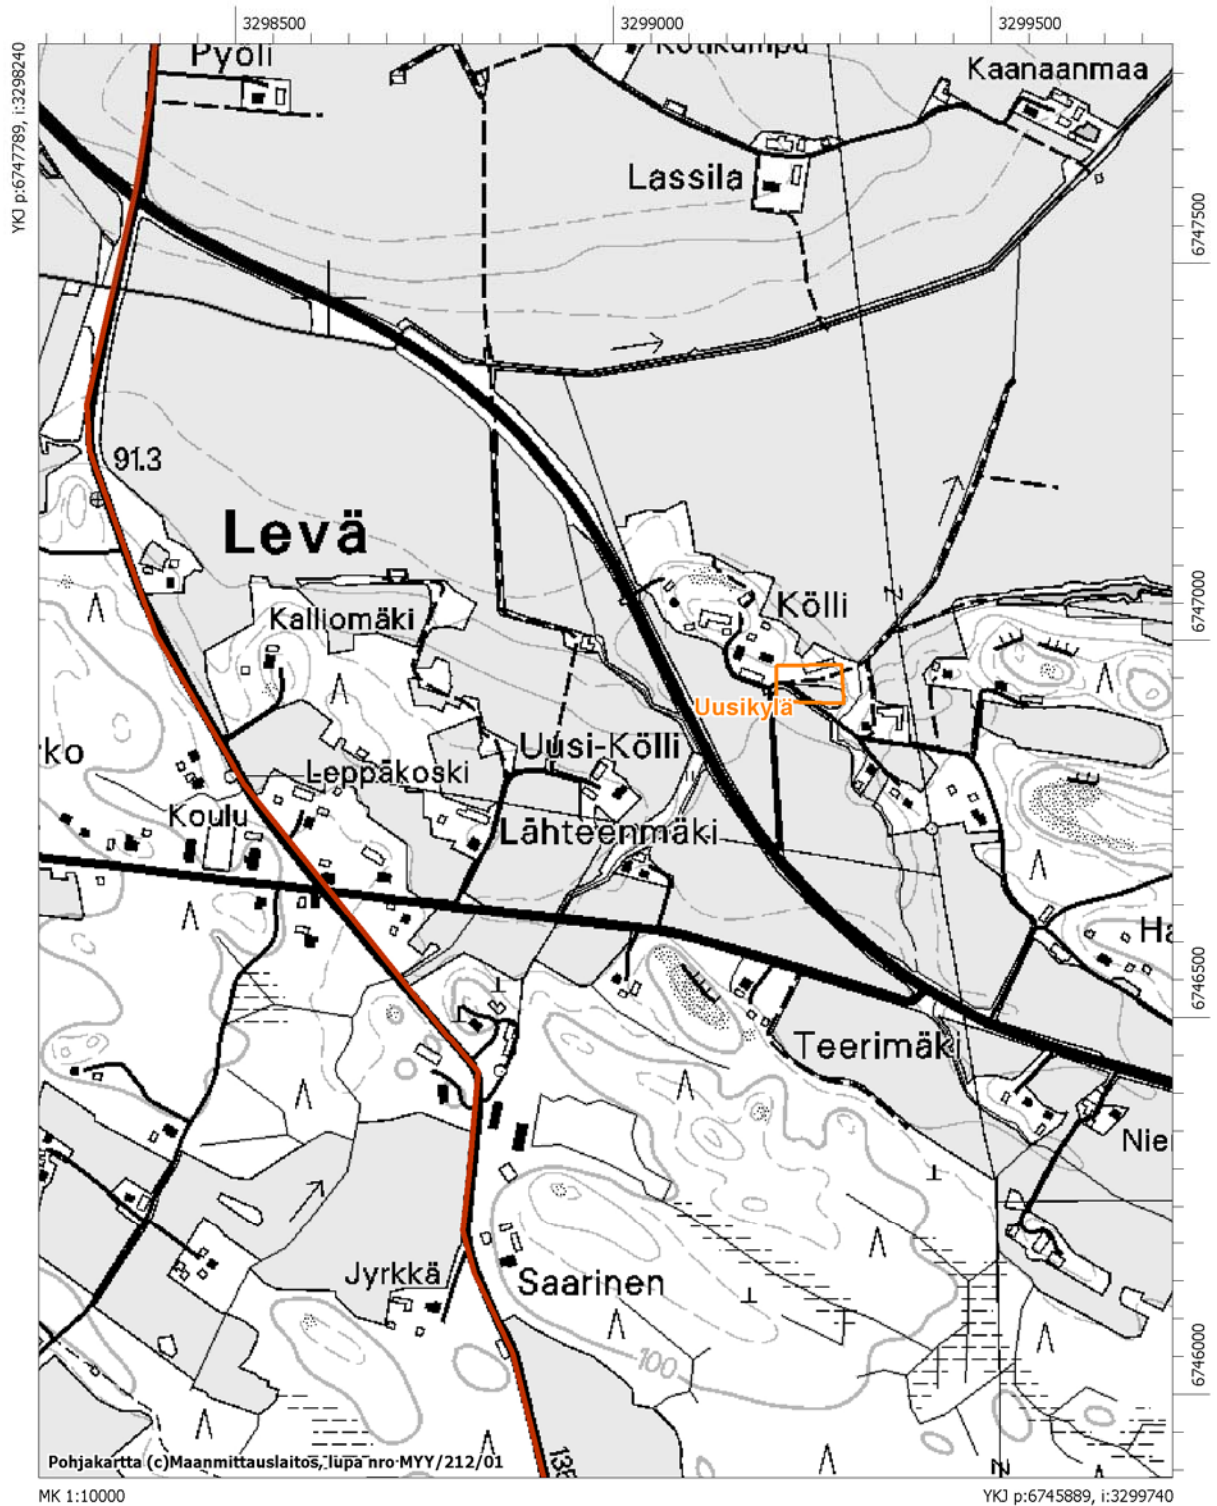 3298500
3299000
3299500
YKJ p:6747789, i:3298240
Pyöli
Kotikumpu
Kaanaanmaa
Lassila
6747500
91.3
Levä
Kalliomäki
Kölli
6747000
Uusikylä
rko
Uusi-Kölli
Leppäkoski
Koulu
Lähteenmäki
Ha
6746500
Teerimäki
Nie
Jyrkkä
Saarinen
100
6746000
Pohjakartta (c)Maanmittauslaitos, lupa nro MYY/212/01
MK 1:10000
YKJ p:6745889, i:3299740